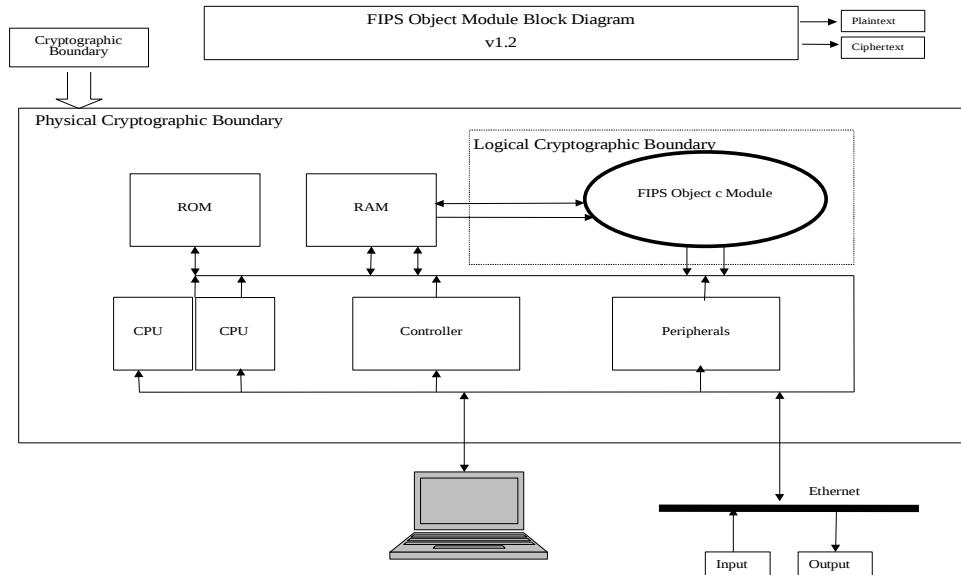 FIPS Object Module Block Diagram
v1.2
Plaintext
Ciphertext
Cryptographic
Boundary
Physical Cryptographic Boundary
Logical Cryptographic Boundary
ROM
RAM
FIPS Object c Module
CPU
CPU
Controller
Peripherals
Ethernet
Input
Output